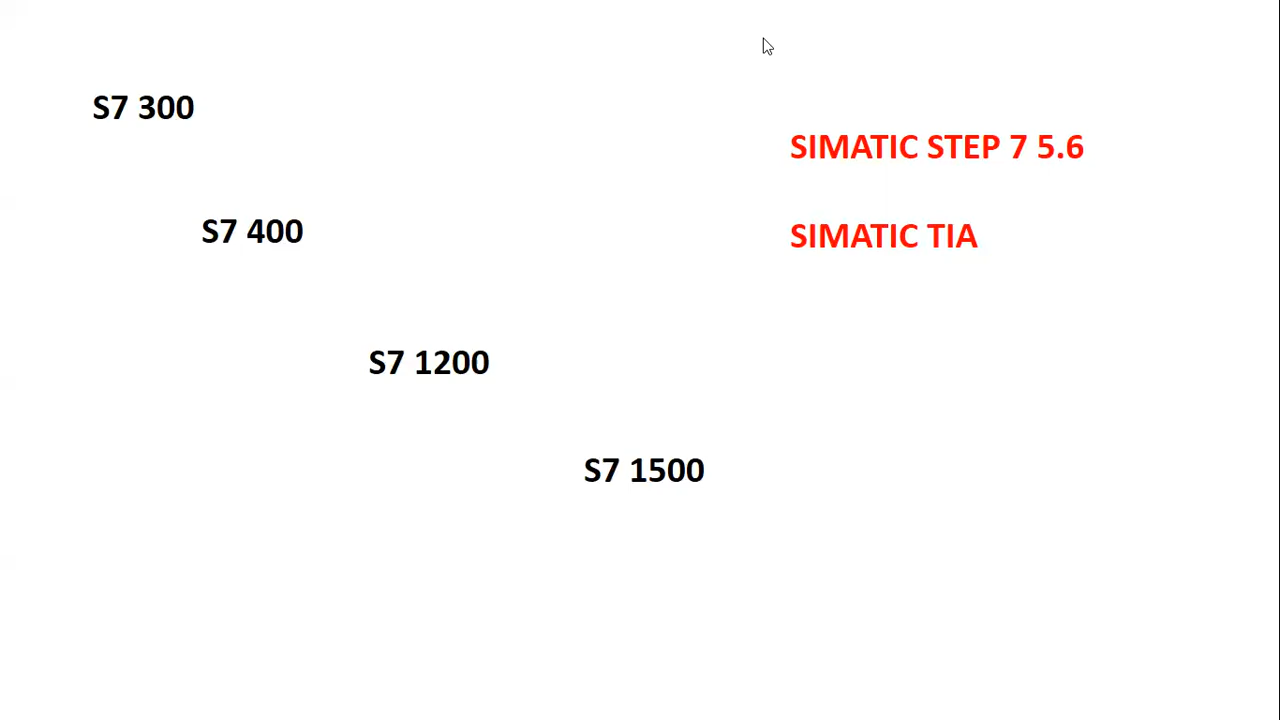 S7 300
SIMATIC STEP 7 5.6
S7 400
SIMATIC TIA
S7 1200
S7 1500